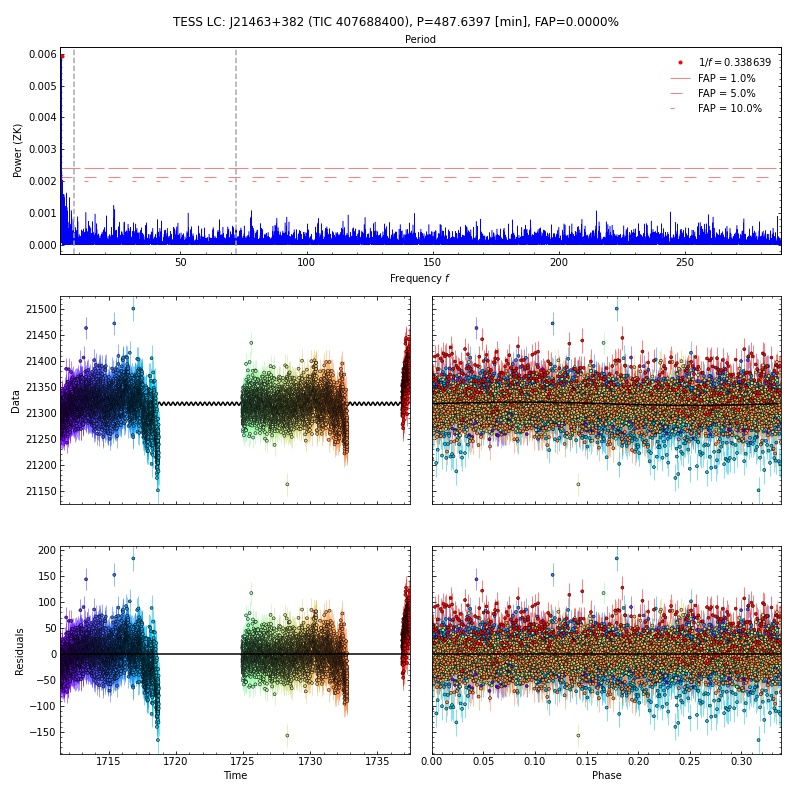 TESS LC: J21463+382 (TIC 407688400), P=487.6397 [min], FAP=0.0000%
Period
0.006
0.005
0.004
0.003
0.002
0.001
0.000
Power (ZK)
1/f = 0.338639
FAP = 1.0%
FAP = 5.0%
FAP = 10.0%
50 100 150 200 250
Frequency f
21500
21450
21400
21350
21300
21250
21200
21150
Data
200
150
100
50
0
−50
−100
−150
Residuals
1715 1720 1725 1730 1735
Time
0.00 0.05 0.10 0.15 0.20 0.25 0.30
Phase